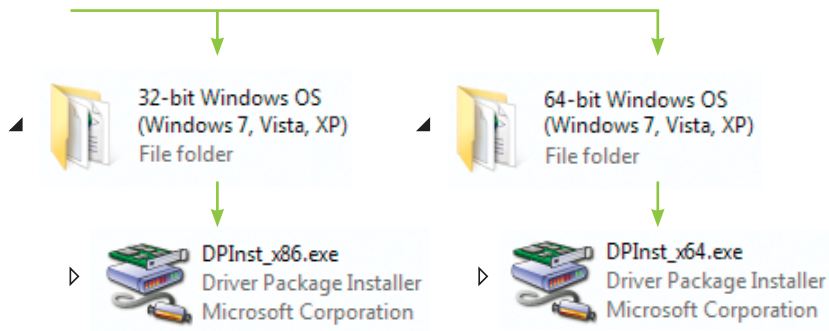 32-bit Windows OS
(Windows 7, Vista, XP)
File folder
64-bit Windows OS
(Windows 7, Vista, XP)
File folder
DPInst_x86.exe
Driver Package Installer
Microsoft Corporation
DPInst_x64.exe
Driver Package Installer
Microsoft Corporation